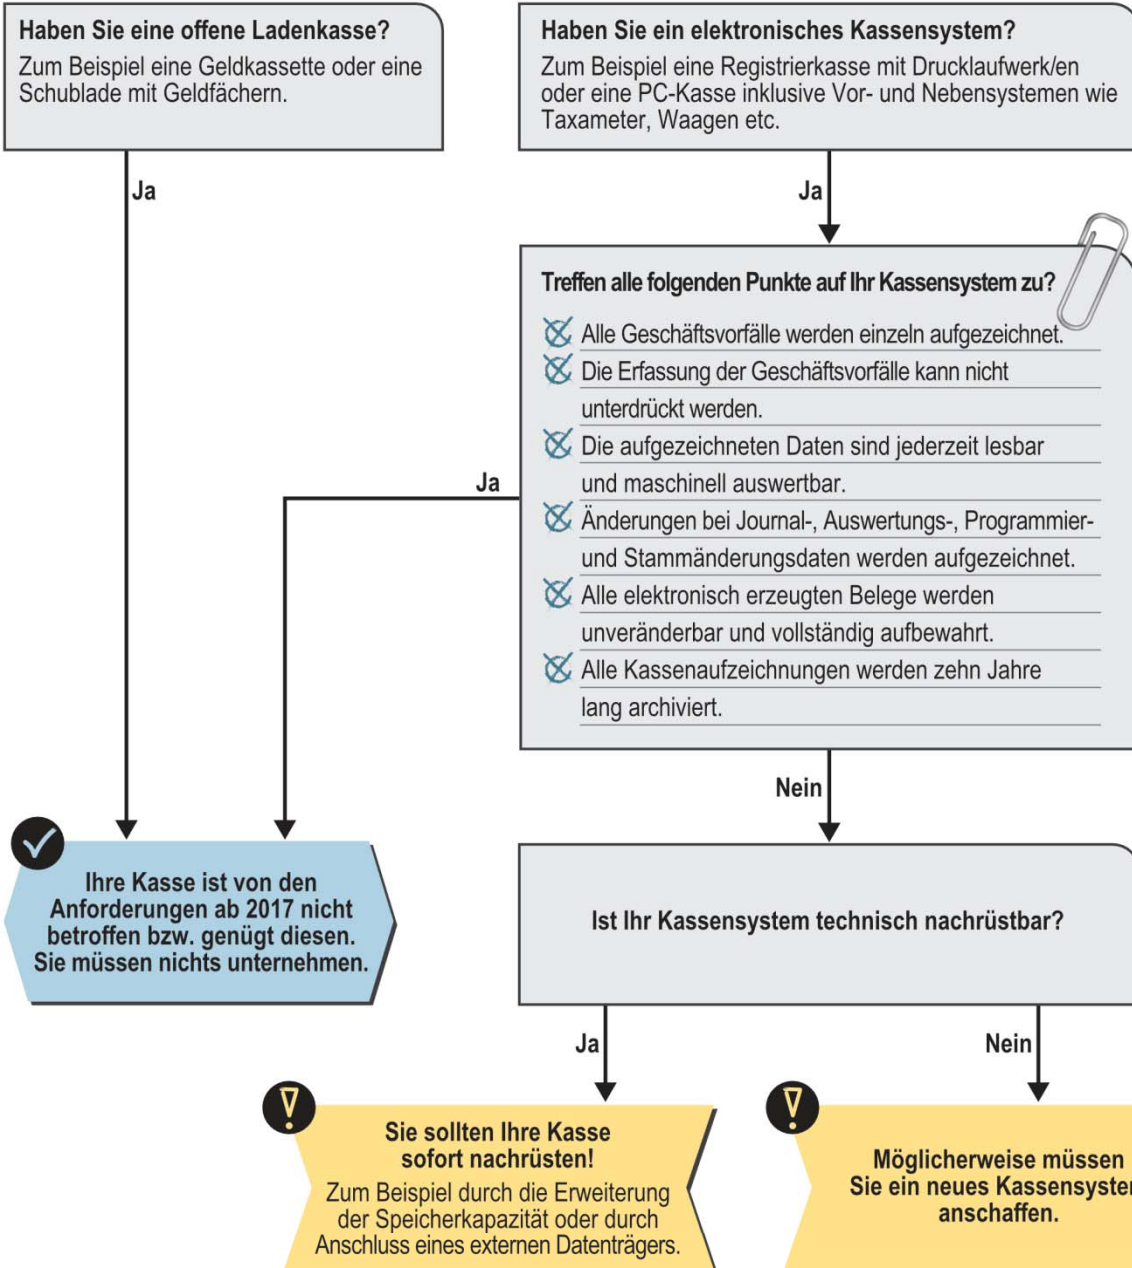 Haben Sie eine offene Ladenkasse?
Zum Beispiel eine Geldkassette oder eine
Schublade mit Geldfächern.
Ja
Haben Sie ein elektronisches Kassensystem?
Zum Beispiel eine Registrierkasse mit Drucklaufwerk/en
oder eine PC-Kasse inklusive Vor- und Nebensystemen wie
Taxameter, Waagen etc.
Ja
Treffen alle folgenden Punkte auf Ihr Kassensystem zu?
Alle Geschäftsvorfälle werden einzeln aufgezeichnet.
Die Erfassung der Geschäftsvorfälle kann nicht
unterdrückt werden.
Die aufgezeichneten Daten sind jederzeit lesbar
und maschinell auswertbar.
Änderungen bei Journal-, Auswertungs-, Programmier-
und Stammänderungsdaten werden aufgezeichnet.
Alle elektronisch erzeugten Belege werden
unveränderbar und vollständig aufbewahrt.
Alle Kassenaufzeichnungen werden zehn Jahre
lang archiviert.
Ja
Nein
Ihre Kasse ist von den
Anforderungen ab 2017 nicht
betroffen bzw. genügt diesen.
Sie müssen nichts unternehmen.
Ist Ihr Kassensystem technisch nachrüstbar?
Ja
Nein
Sie sollten Ihre Kasse
sofort nachrüsten!
Zum Beispiel durch die Erweiterung
der Speicherkapazität oder durch
Anschluss eines externen Datenträgers.
Möglicherweise müssen
Sie ein neues
anschaffen.